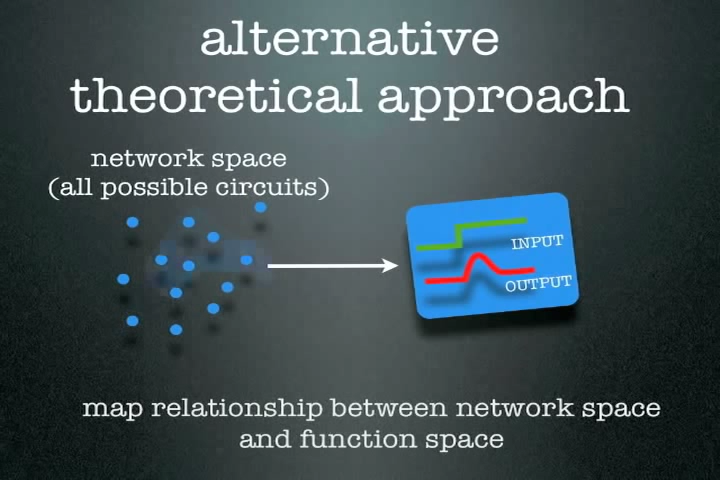 alternative
theoretical approach
network space
(all possible circuits)
INPUT
OUTPUT
map relationship between network space
and function space